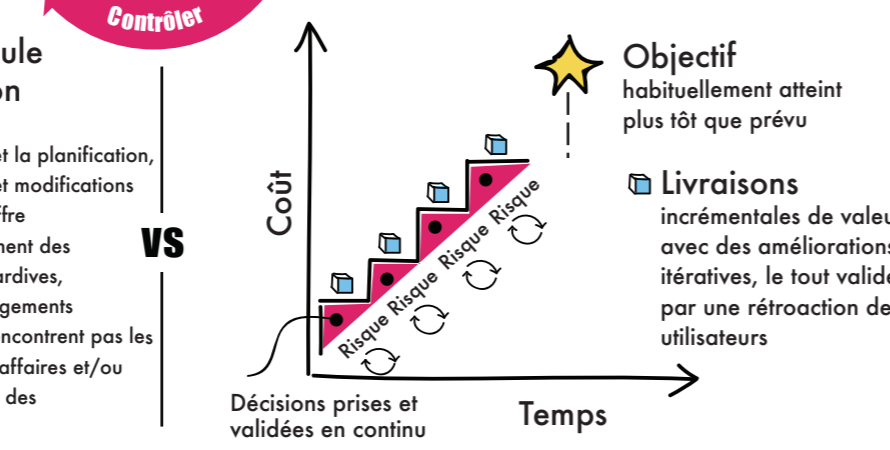 Contrôler
ule
on
et la planification,
et modifications
ffre
ment des
ardives,
gements
ncontrent pas les
affaires et/ou
des
VS
Coût
Risque Risque Risque Risque
Décisions prises et
validées en continu
Temps
Objectif
habituellement atteint
plus tôt que prévu
Livraisons
incrémentales de valeu
avec des améliorations
itératives, le tout validé
par une rétroaction de
utilisateurs